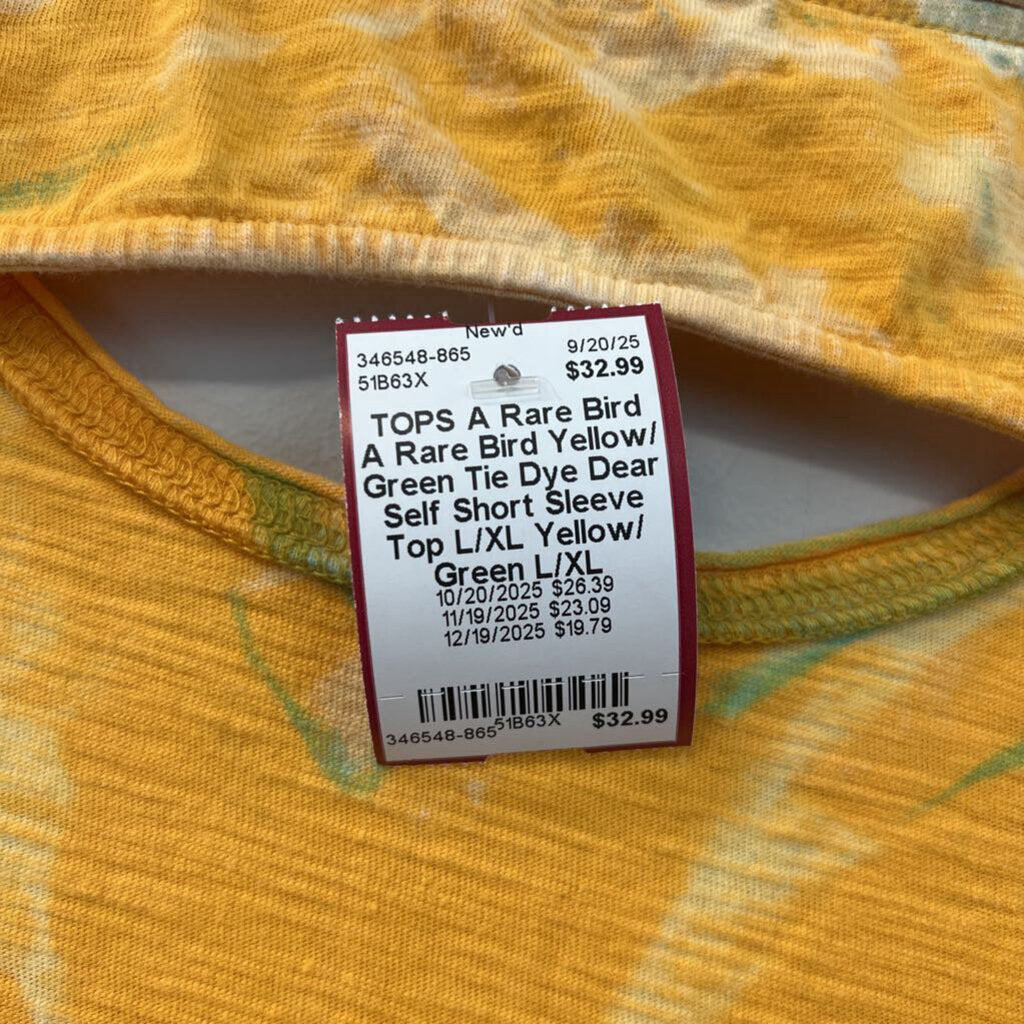 New'd
346548-865 9/20/25
51B63X $32.99
TOPS A Rare Bird
A Rare Bird Yellow/
Green Tie Dye Dear
Self Short Sleeve
Top L/XL Yellow/
Green L/XL
10/20/2025 $26.39
11/19/2025 $23.09
12/19/2025 $19.79
346548-865 51B63X $32.99